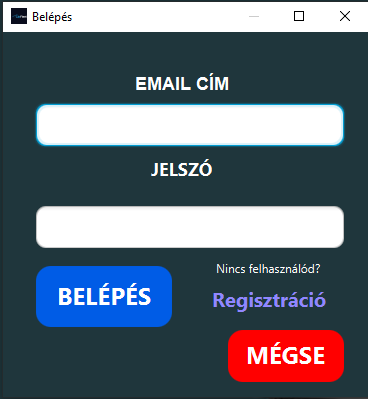 Belépés
EMAIL CÍM
JELSZÓ
Nincs felhasználód?
BELÉPÉS
Regisztráció
MÉGSE